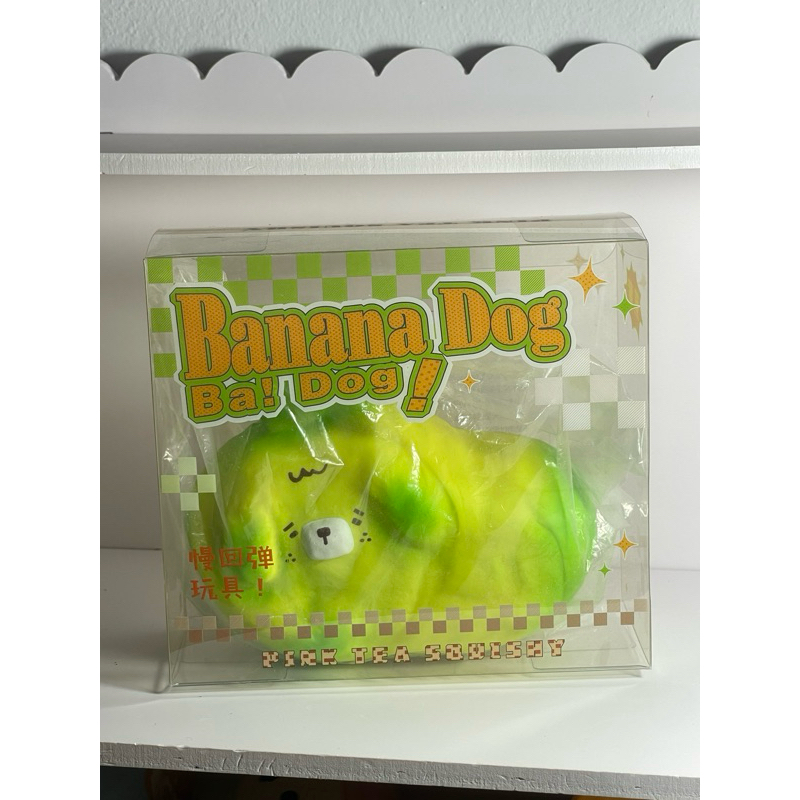 Banana Dog
Ba! Dog!
慢回弹
玩具！
PINK TEA SQUISHY